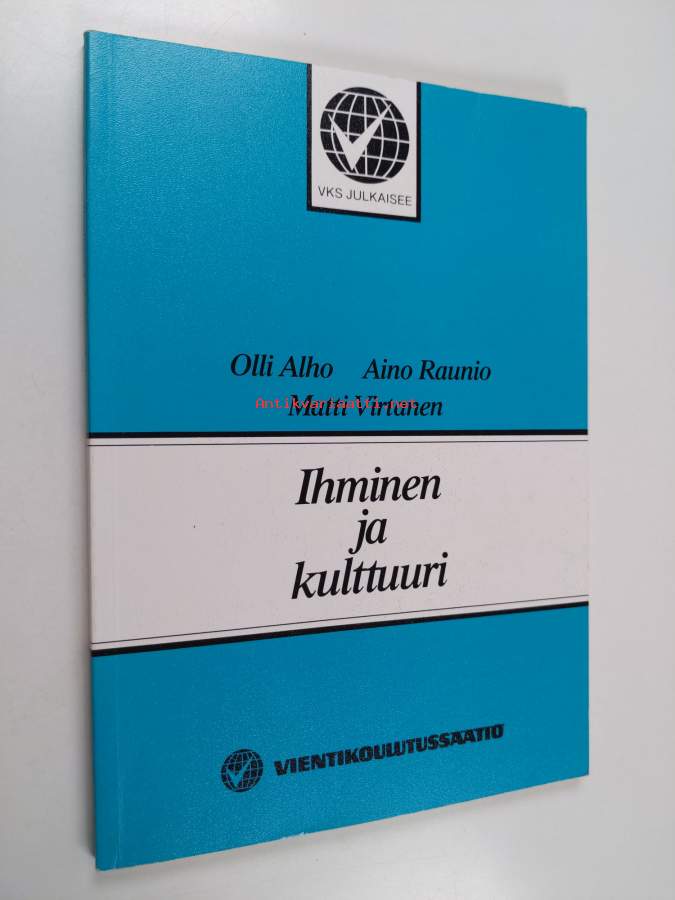 VKS JULKAISEE
Olli Alho Aino Raunio
Matti Virtanen
Antikvariaatti.net
Ihminen
ja
kulttuuri
VIENTIKOULUTUSSÄÄTIÖ